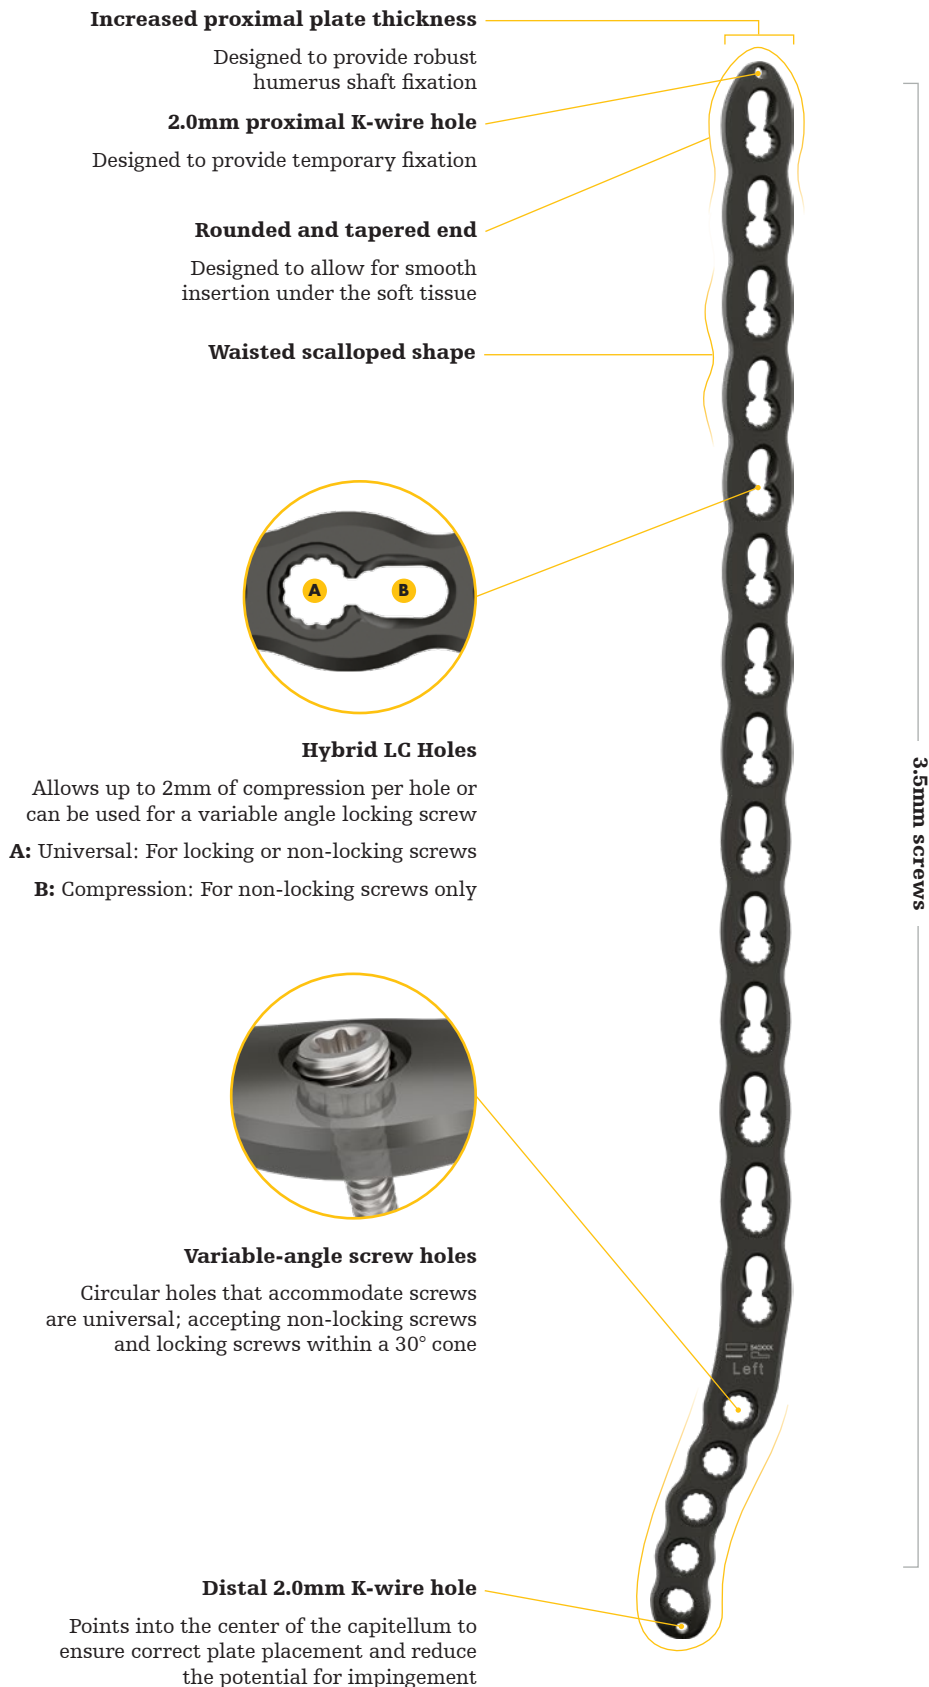 Increased proximal plate thickness
Designed to provide robust
humerus shaft fixation
2.0mm proximal K-wire hole
Designed to provide temporary fixation
Rounded and tapered end
Designed to allow for smooth
insertion under the soft tissue
Waisted scalloped shape
A
B
Hybrid LC Holes
Allows up to 2mm of compression per hole or
can be used for a variable angle locking screw
A: Universal: For locking or non-locking screws
B: Compression: For non-locking screws only
3.5mm screws
Variable-angle screw holes
Circular holes that accommodate screws
are universal; accepting non-locking screws
and locking screws within a 30° cone
Left
Distal 2.0mm K-wire hole
Points into the center of the capitellum to
ensure correct plate placement and reduce
the potential for impingement